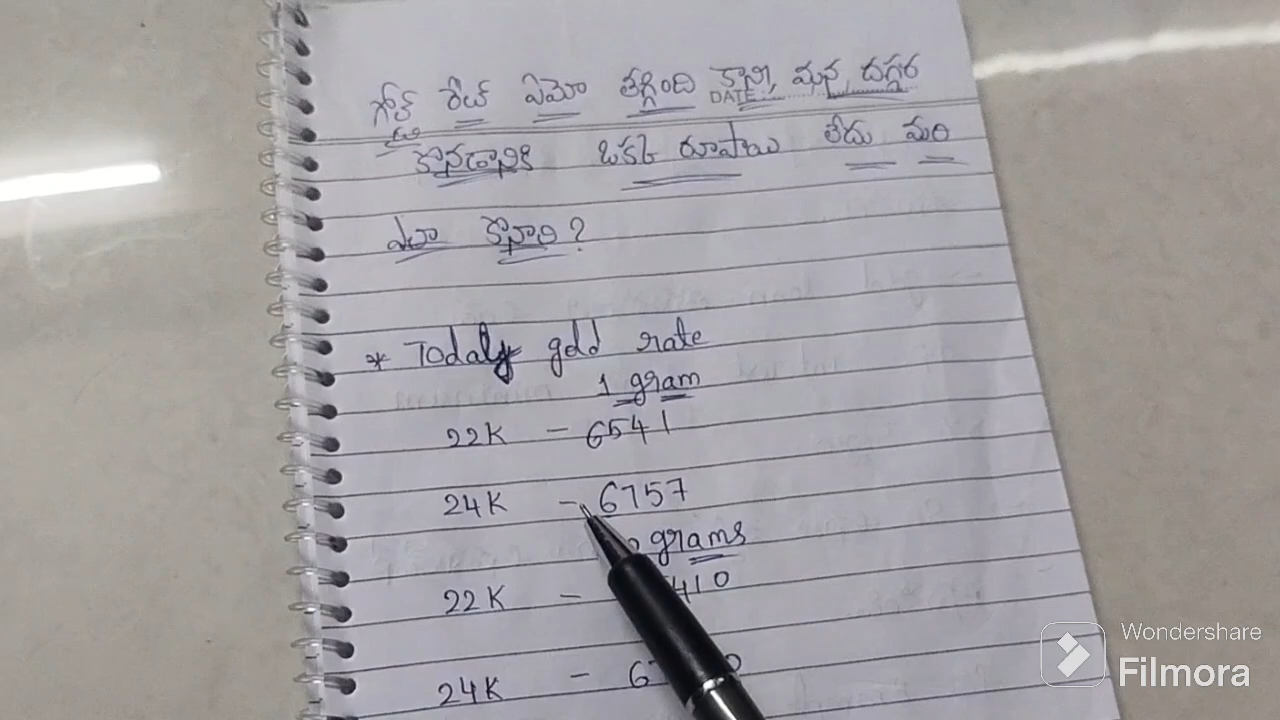 గోల్డ్ రేట్ ఏమో తగ్గింది కానీ, మన దగ్గర
DATE
కొనడానికి ఒకట రూపాయి లేదు మరి
ఎలా కొనాలి?
* Today gold rate
1 gram
22K - 6541
24K - 6757
grams
22K -
24K -
Wondershare
Filmora